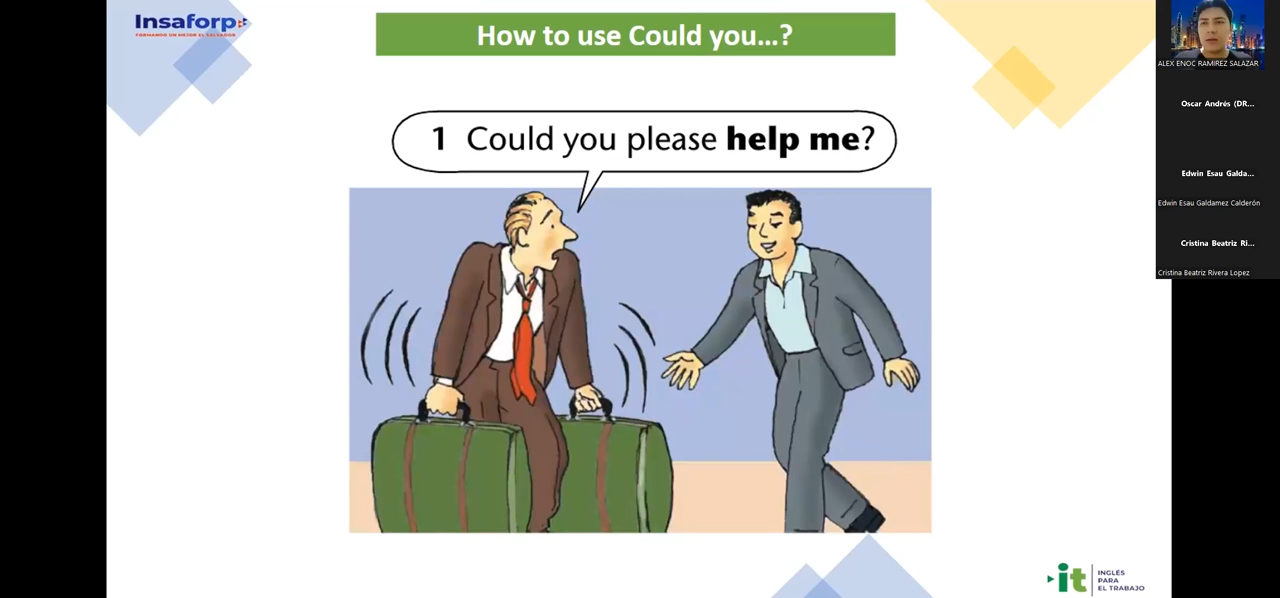 Insaforp
FORMANDO UN MEJOR EL SALVADOR
How to use Could you...?
1 Could you please help me?
ALEX ENOC RAMIREZ SALAZAR
Oscar Andrés (DR...
Edwin Esau Galda...
Edwin Esau Galdamez Calderón
Cristina Beatriz Ri...
Cristina Beatriz Rivera Lopez
it
INGLÉS
PARA
EL TRABAJO